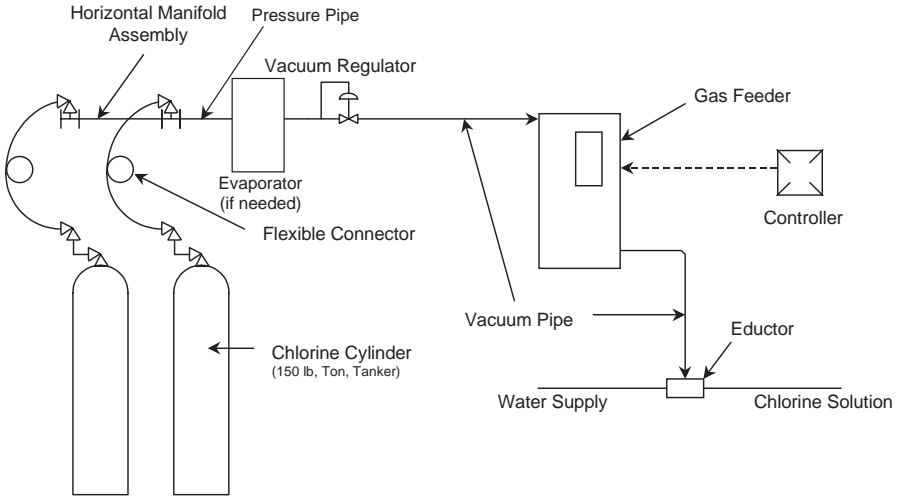 Horizontal Manifold
Assembly
Pressure Pipe
Vacuum Regulator
Gas Feeder
Evaporator
(if needed)
Flexible Connector
Controller
Vacuum Pipe
Eductor
Chlorine Cylinder
(150 lb, Ton, Tanker)
Water Supply
Chlorine Solution